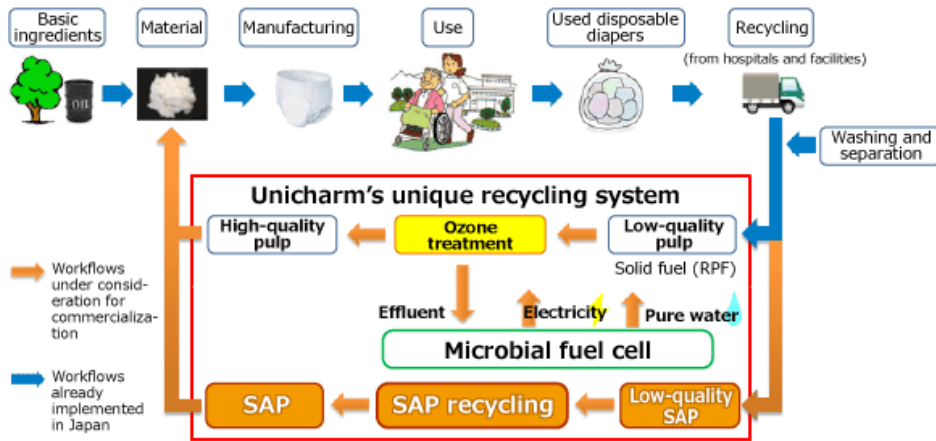 Basic
ingredients
Material
Manufacturing
Use
Used disposable
diapers
Recycling
(from hospitals and facilities)
OIL
Washing and
separation
Unicharm's unique recycling system
High-quality
pulp
Ozone
treatment
Low-quality
pulp
Solid fuel (RPF)
Workflows
under consid-
eration for
commercializa-
tion
Effluent
Electricity
Pure water
Microbial fuel cell
Workflows
already
implemented
in Japan
SAP
SAP recycling
Low-quality
SAP